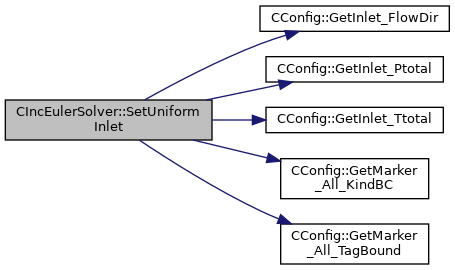 CConfig::GetInlet_FlowDir
CConfig::GetInlet_Ptotal
CIncEulerSolver::SetUniform
Inlet
CConfig::GetInlet_Ttotal
CConfig::GetMarker
_All_KindBC
CConfig::GetMarker
_All_TagBound